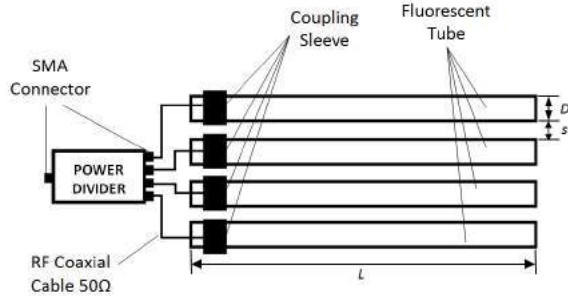 Coupling
Sleeve
Fluorescent
Tube
SMA
Connector
D
s
POWER
DIVIDER
RF Coaxial
Cable 50Ω
L